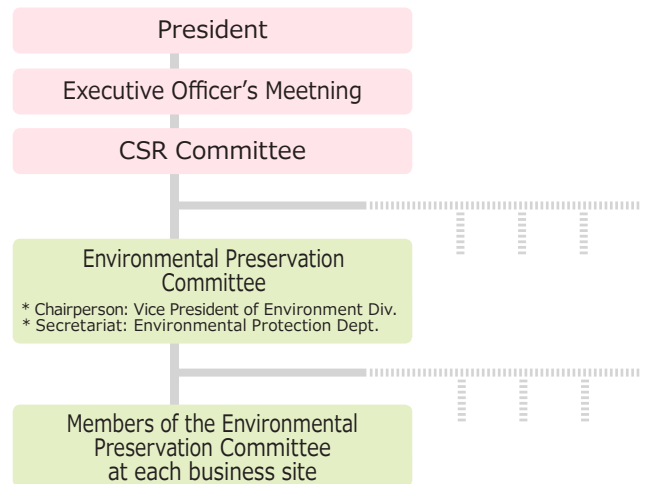 President
Executive Officer's Meetning
CSR Committee
Environmental Preservation
Committee
* Chairperson: Vice President of Environment Div.
* Secretariat: Environmental Protection Dept.
Members of the Environmental
Preservation Committee
at each business site